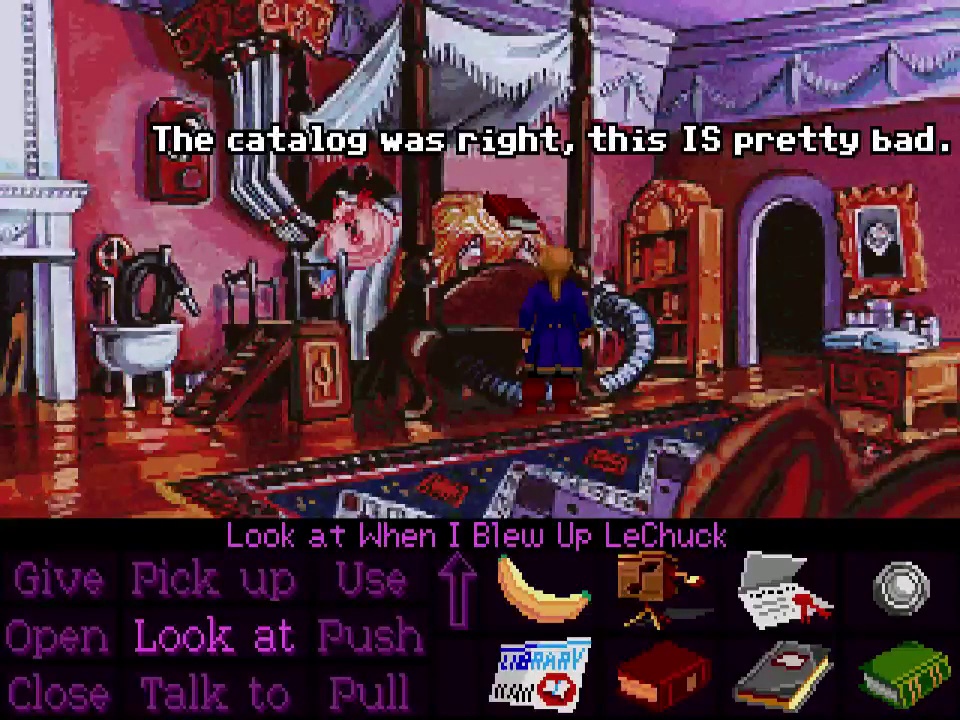 The catalog was right, this IS pretty bad.
Look at When I Blew Up LeChuck
Give Pick up Use
Open Look at Push
Close Talk to Pull
LIBRARY